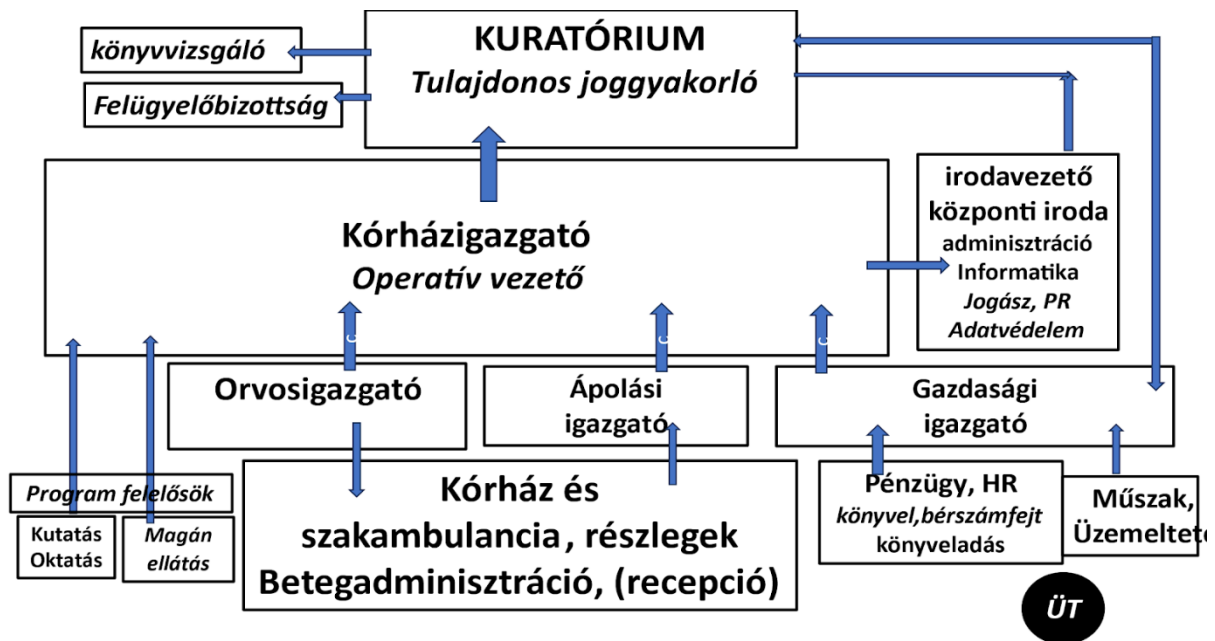 KURATÓRIUM
Tulajdonos joggyakorló
könyvvizsgáló
Felügyelőbizottság
Kórházigazgató
Operatív vezető
irodavezető
központi iroda
adminisztráció
Informatika
Jogász, PR
Adatvédelem
Orvosigazgató
Ápolási
igazgató
Gazdasági
igazgató
Program felelősök
Kutatás
Oktatás
Magán
ellátás
Kórház és
szakambulancia, részlegek
Betegadminisztráció, (recepció)
Pénzügy, HR
könyvel,bérszámfejt
könyveladás
Műszak,
Üzemeltető
ÜT